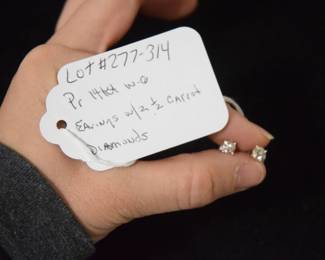 Lot #277-314
Pr 14kt W-G
Earings w/2 ½ Carrot
Diamonds